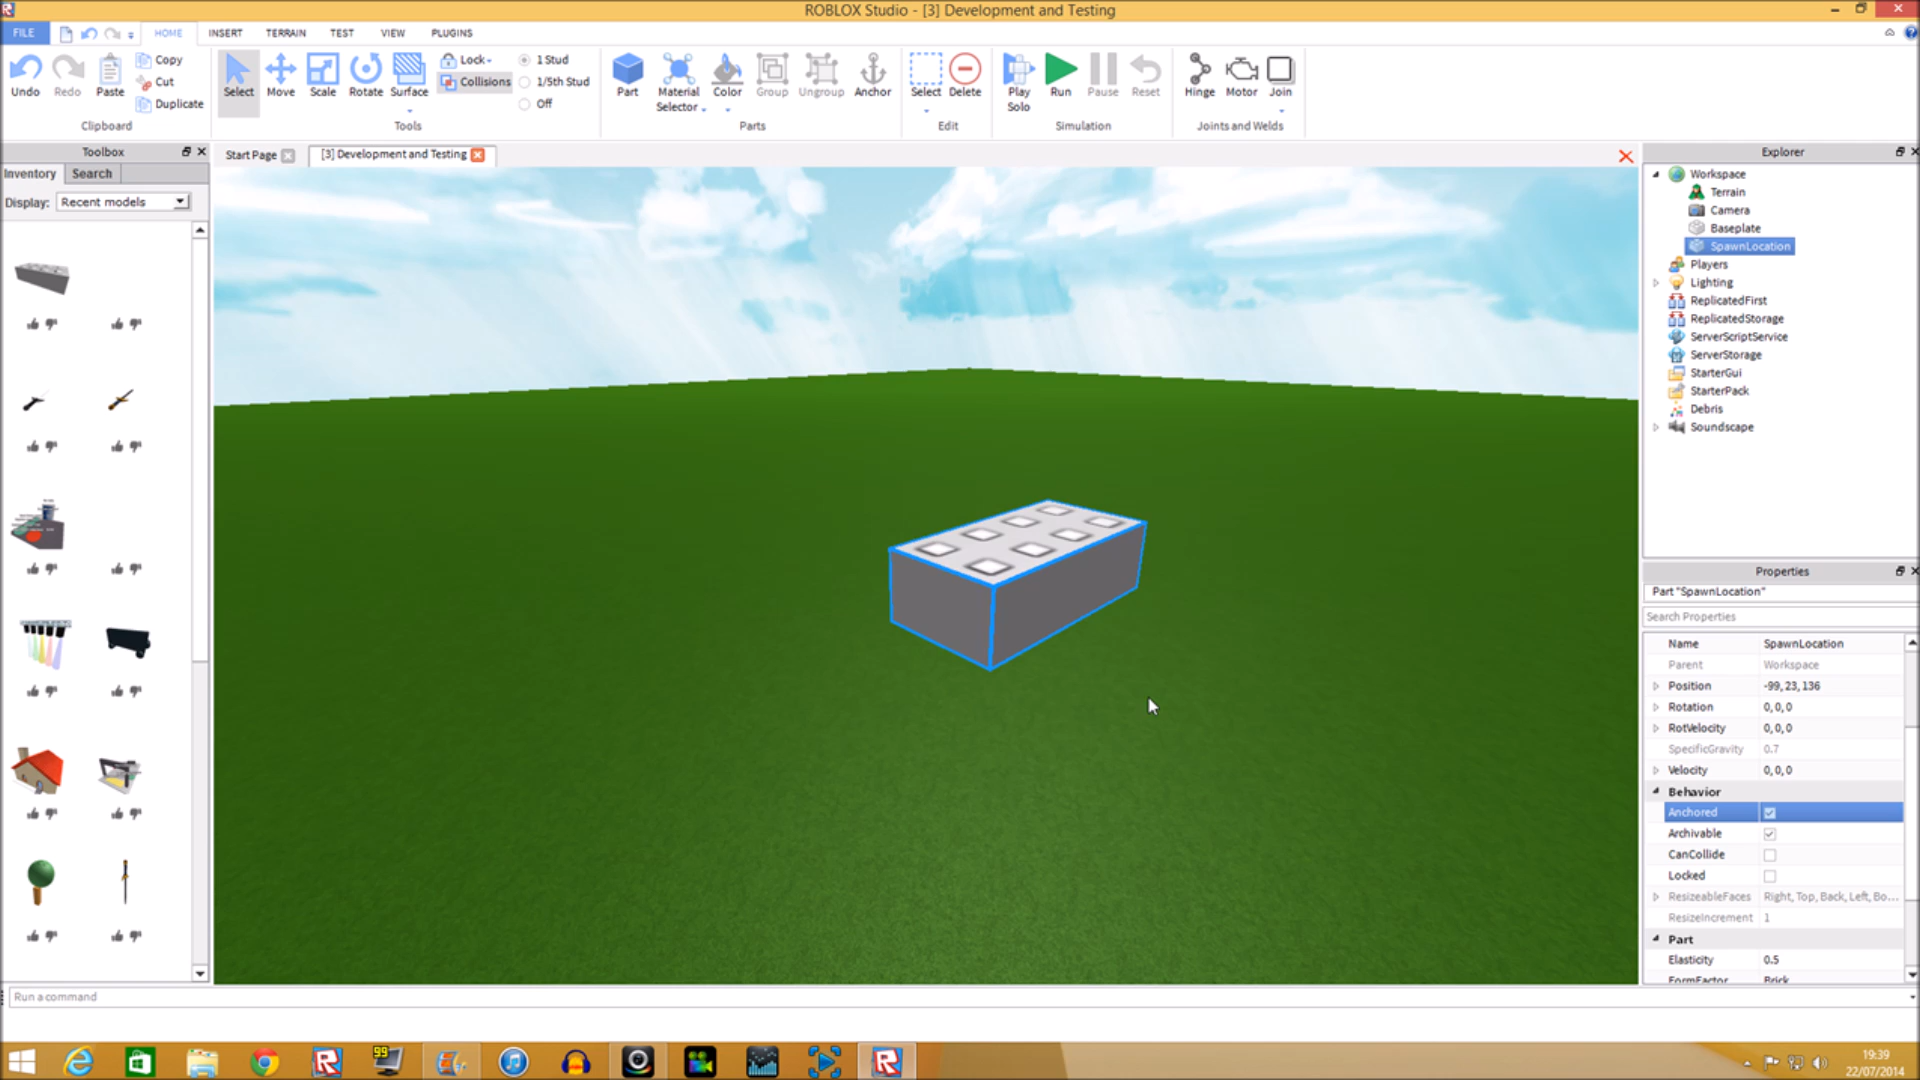 ROBLOX Studio - [3] Development and Testing
FILE HOME INSERT TERRAIN TEST VIEW PLUGINS
Undo Redo Paste Copy Cut Duplicate
Clipboard
Select Move Scale Rotate Surface Lock Collisions 1 Stud 1/5th Stud Off
Tools
Part Material Selector Color Group Ungroup Anchor
Parts
Select Delete
Edit
Play Solo Run Pause Reset
Simulation
Hinge Motor Join
Joints and Welds
Toolbox
Inventory Search
Display: Recent models
Start Page [3] Development and Testing
Explorer
Workspace
Terrain
Camera
Baseplate
SpawnLocation
Players
Lighting
ReplicatedFirst
ReplicatedStorage
ServerScriptService
ServerStorage
StarterGui
StarterPack
Debris
Soundscape
Properties
Part "SpawnLocation"
Search Properties
Name SpawnLocation
Parent Workspace
Position -99, 23, 136
Rotation 0, 0, 0
RotVelocity 0, 0, 0
SpecificGravity 0.7
Velocity 0, 0, 0
Behavior
Anchored
Archivable
CanCollide
Locked
ResizeableFaces Right, Top, Back, Left, Bo...
ResizeIncrement 1
Part
Elasticity 0.5
FormFactor Brick
Run a command
99
19:39
22/07/2014